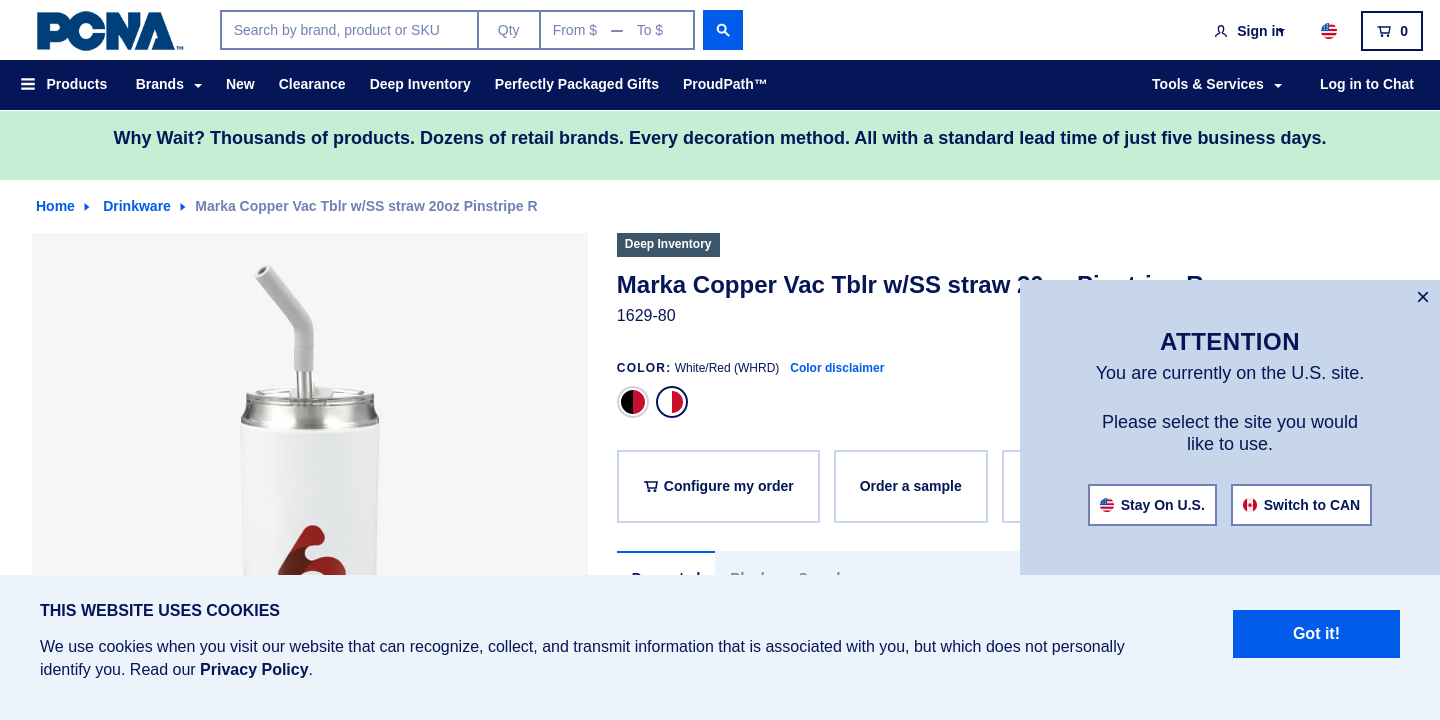 PCNA™
Search by brand, product or SKU
Qty
From $ — To $
Sign in
0
Products
Brands
New
Clearance
Deep Inventory
Perfectly Packaged Gifts
ProudPath™
Tools & Services
Log in to Chat
Why Wait? Thousands of products. Dozens of retail brands. Every decoration method. All with a standard lead time of just five business days.
Home
Drinkware
Marka Copper Vac Tblr w/SS straw 20oz Pinstripe R
Deep Inventory
Marka Copper Vac Tblr w/SS straw
1629-80
COLOR: White/Red (WHRD) Color disclaimer
Configure my order
Order a sample
×
ATTENTION
You are currently on the U.S. site.
Please select the site you would
like to use.
Stay On U.S.
Switch to CAN
THIS WEBSITE USES COOKIES
We use cookies when you visit our website that can recognize, collect, and transmit information that is associated with you, but which does not personally
identify you. Read our Privacy Policy.
Got it!